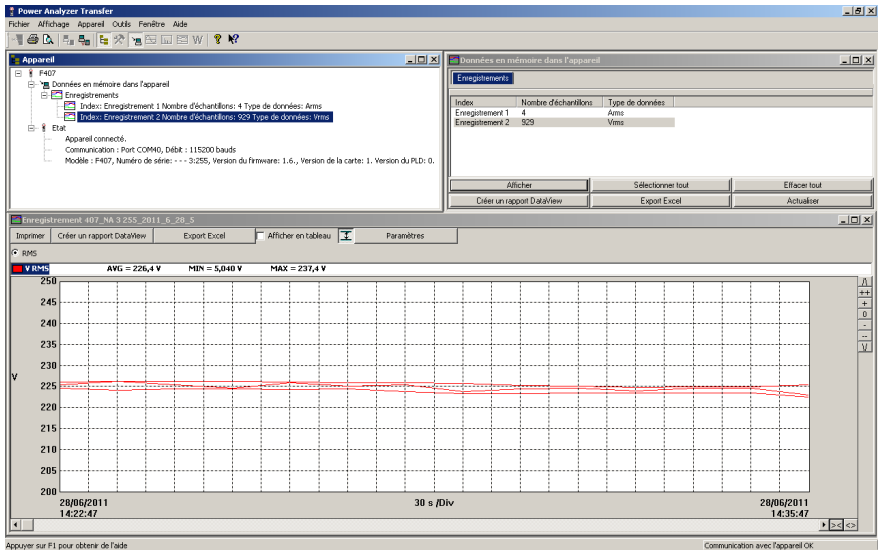 Power Analyzer Transfer
Fichier Affichage Appareil Outils Fenêtre Aide
W
Appareil
F407
Données en mémoire dans l'appareil
Enregistrements
Index: Enregistrement 1 Nombre d'échantillons: 4 Type de données: Arms
Index: Enregistrement 2 Nombre d'échantillons: 929 Type de données: Vrms
Etat
Appareil connecté.
Communication : Port COM40, Débit : 115200 bauds
Modèle : F407, Numéro de série: - - - 3:255, Version du firmware: 1.6., Version de la carte: 1. Version du PLD: 0.
Données en mémoire dans l'appareil
Enregistrements
Index Nombre d'échantillons Type de données
Enregistrement 1 4 Arms
Enregistrement 2 929 Vrms
Afficher Sélectionner tout Effacer tout
Créer un rapport DataView Export Excel Actualiser
Enregistrement 407_NA 3 255_2011_6_28_5
Imprimer Créer un rapport DataView Export Excel Afficher en tableau Paramètres
RMS
V RMS AVG = 226,4 V MIN = 5,040 V MAX = 237,4 V
250
245
240
235
230
V
225
220
215
210
205
200
28/06/2011 30 s /Div 28/06/2011
14:22:47 14:35:47
/\
++
+
0
-
--
\/
>< <>
Appuyer sur F1 pour obtenir de l'aide Communication avec l'appareil OK